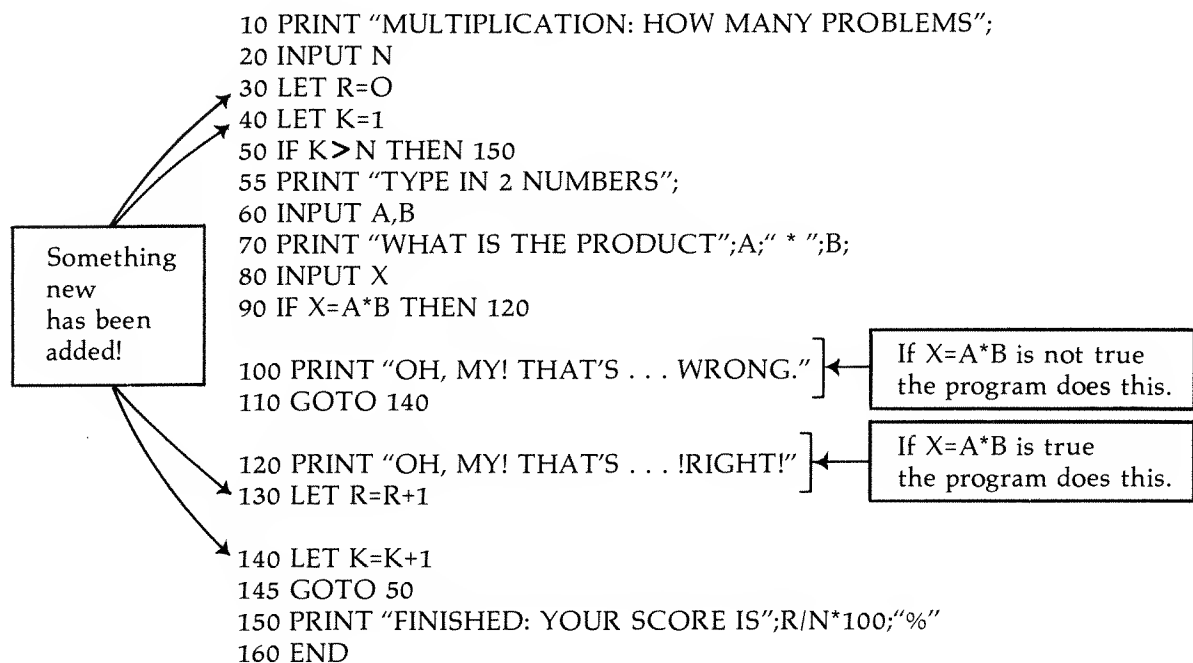 10 PRINT “MULTIPLICATION: HOW MANY PROBLEMS”;
20 INPUT N
30 LET R=O
40 LET K=1
50 IF K>N THEN 150
55 PRINT “TYPE IN 2 NUMBERS”;
60 INPUT A,B
70 PRINT “WHAT IS THE PRODUCT”;A;“ * ”;B;
80 INPUT X
90 IF X=A*B THEN 120
Something
new
has been
added!
100 PRINT “OH, MY! THAT'S . . . WRONG.”
110 GOTO 140
If X=A*B is not true
the program does this.
120 PRINT “OH, MY! THAT'S . . . !RIGHT!”
130 LET R=R+1
If X=A*B is true
the program does this.
140 LET K=K+1
145 GOTO 50
150 PRINT “FINISHED: YOUR SCORE IS”;R/N*100;“%”
160 END